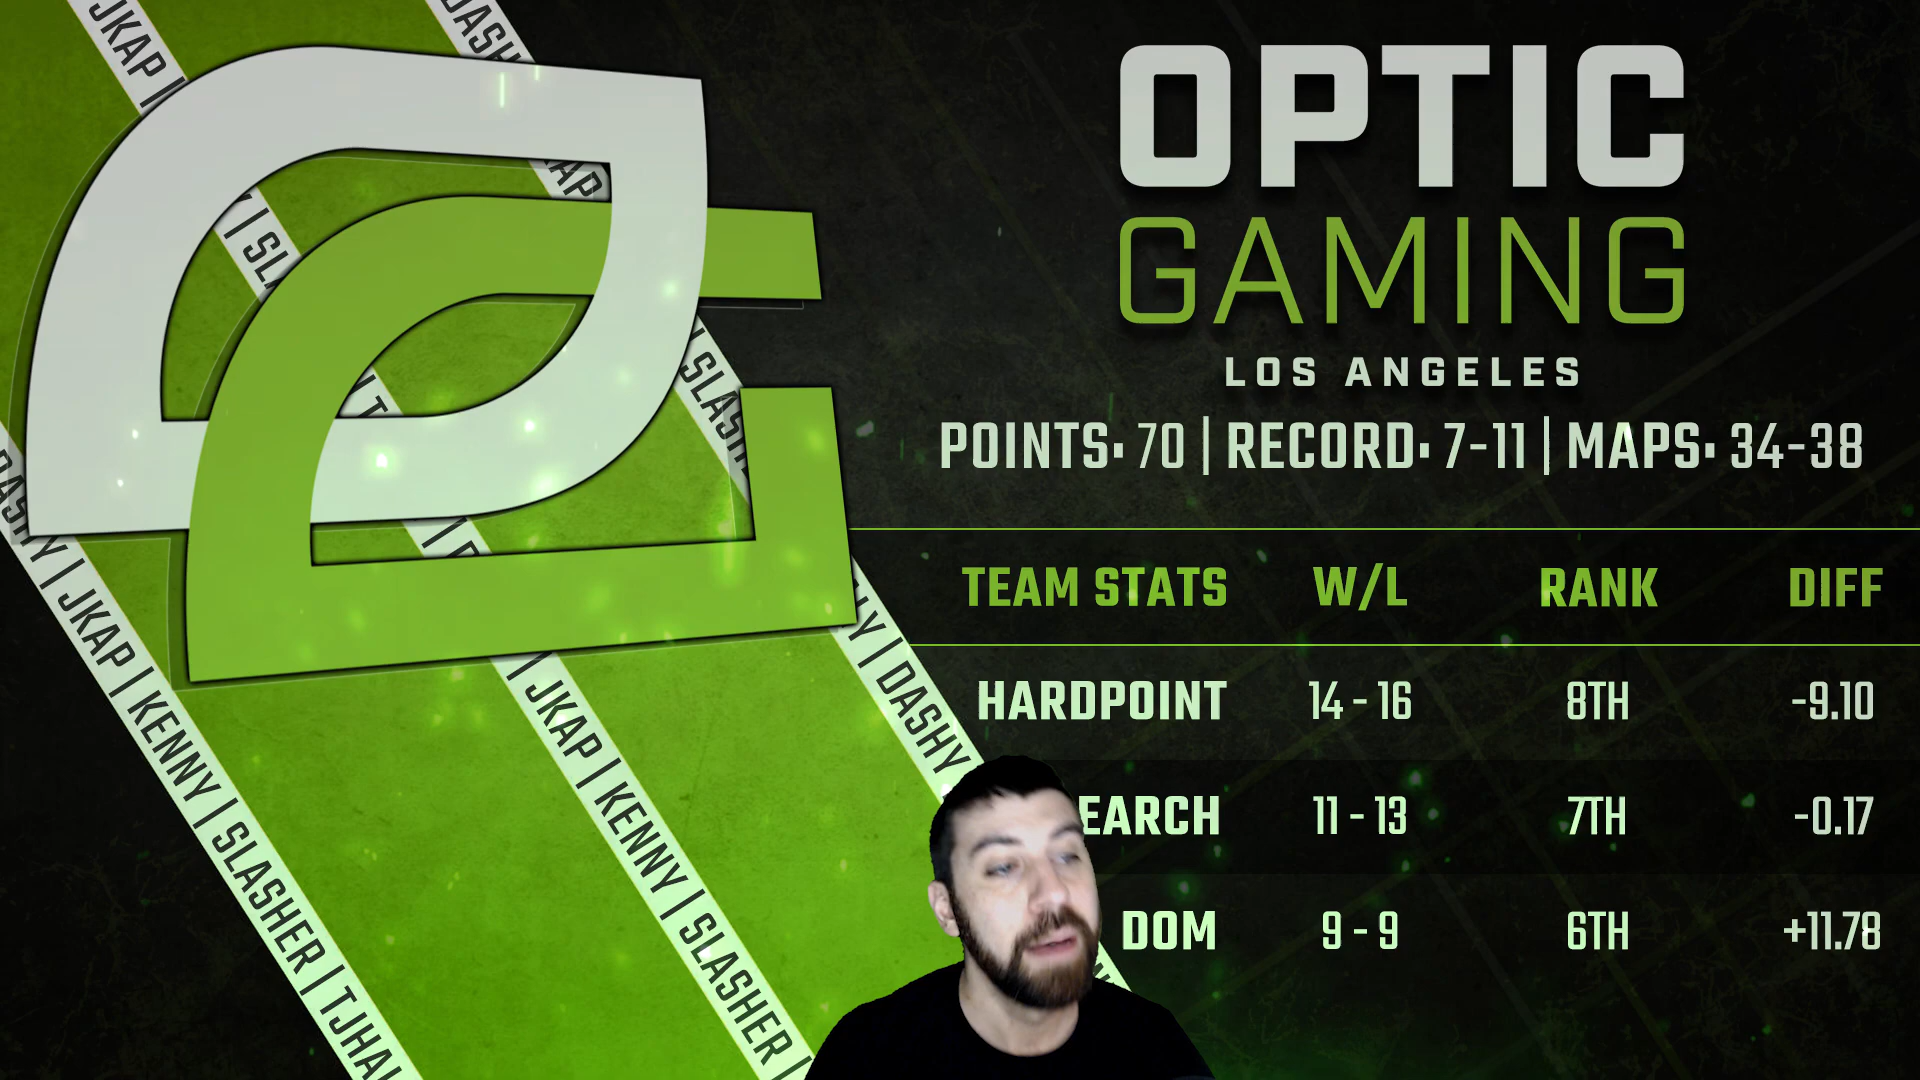 OPTIC
GAMING
LOS ANGELES
POINTS: 70 | RECORD: 7-11 | MAPS: 34-38
TEAM STATS W/L RANK DIFF
HARDPOINT 14 - 16 8TH -9.10
EARCH 11 - 13 7TH -0.17
DOM 9 - 9 6TH +11.78
JKAP |
| JKAP | KENNY | SLASHER | TJHA
| JKAP | KENNY | SLASHER |
| DASHY